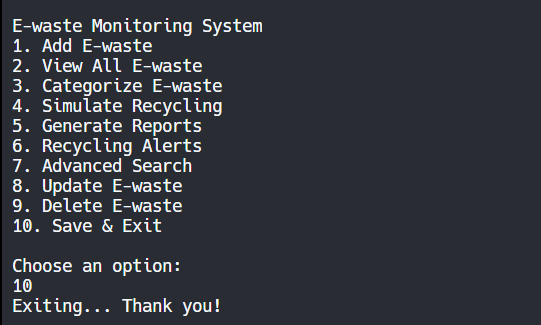 E-waste Monitoring System
1. Add E-waste
2. View All E-waste
3. Categorize E-waste
4. Simulate Recycling
5. Generate Reports
6. Recycling Alerts
7. Advanced Search
8. Update E-waste
9. Delete E-waste
10. Save & Exit
Choose an option:
10
Exiting... Thank you!